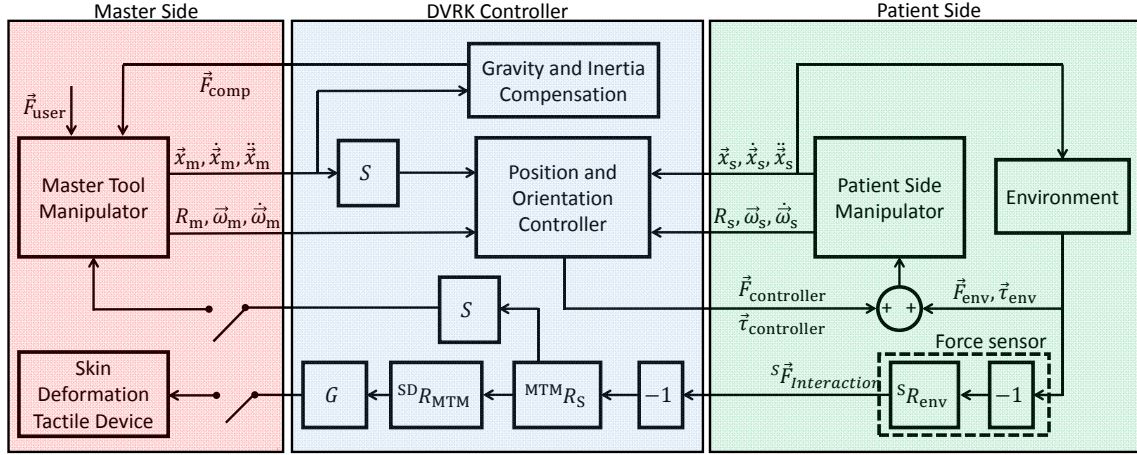 Master Side
DVRK Controller
Patient Side
Gravity and Inertia
Compensation
F⃗comp
F⃗user
x⃗m, ẋ⃗m, ẍ⃗m
S
Position and
Orientation
Controller
x⃗s, ẋ⃗s, ẍ⃗s
Master Tool
Manipulator
Patient Side
Manipulator
Environment
Rm, ω⃗m, ω̇⃗m
Rs, ω⃗s, ω̇⃗s
S
F⃗controller
τ⃗controller
+ +
F⃗env, τ⃗env
Force sensor
Skin
Deformation
Tactile Device
G
SDRMTM
MTMRS
−1
SF⃗Interaction
SRenv
−1